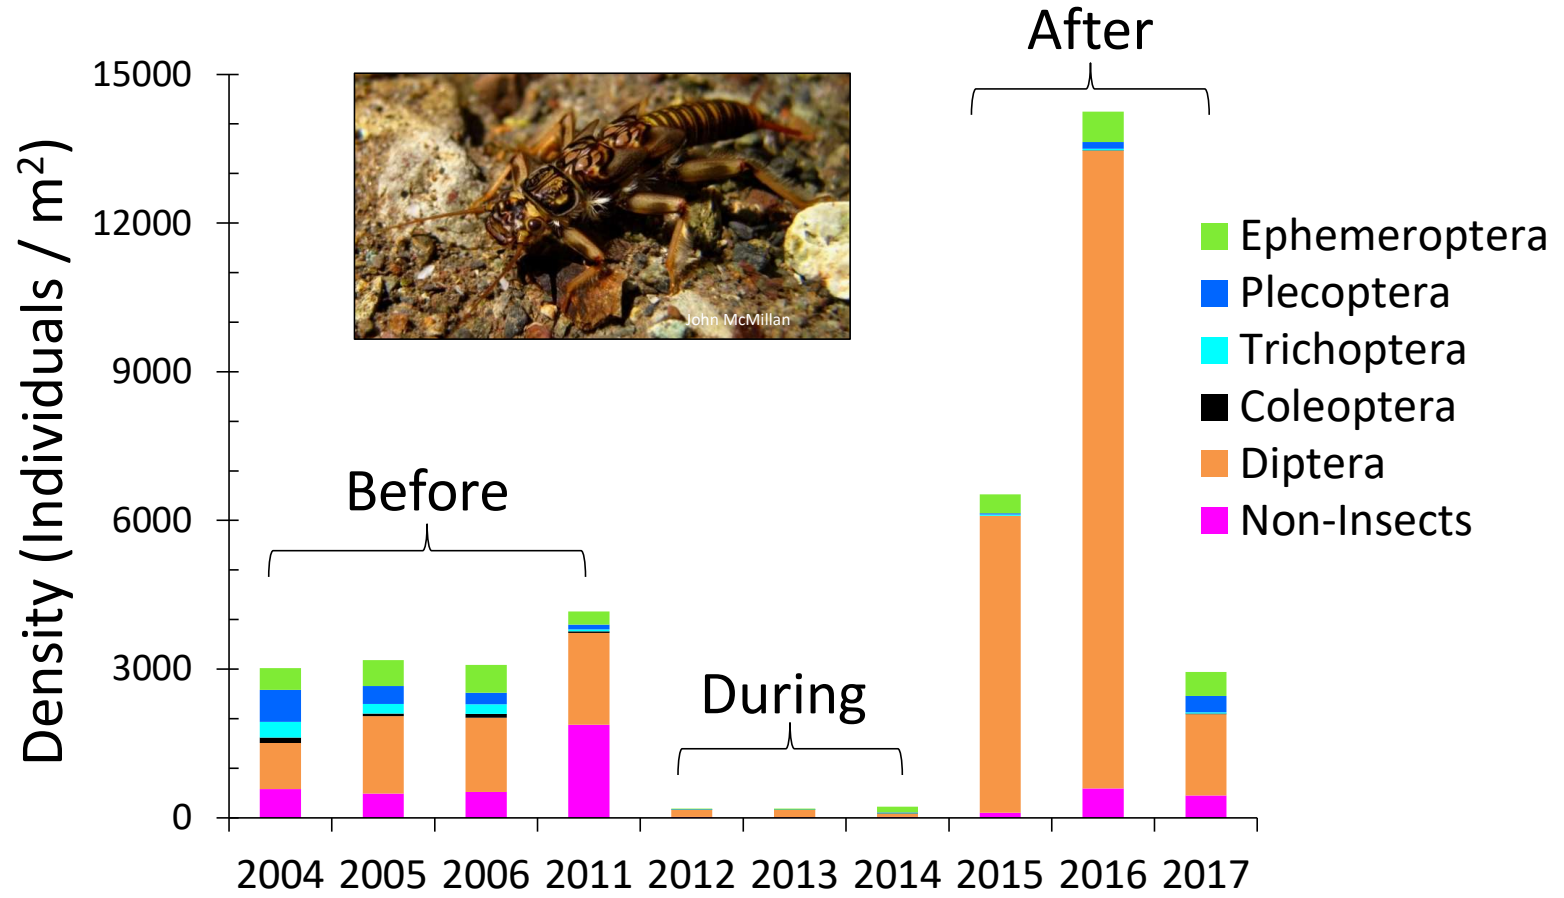 After
15000
12000
9000
6000
3000
0
Density (Individuals / m²)
John McMillan
Before
During
Ephemeroptera
Plecoptera
Trichoptera
Coleoptera
Diptera
Non-Insects
2004 2005 2006 2011 2012 2013 2014 2015 2016 2017